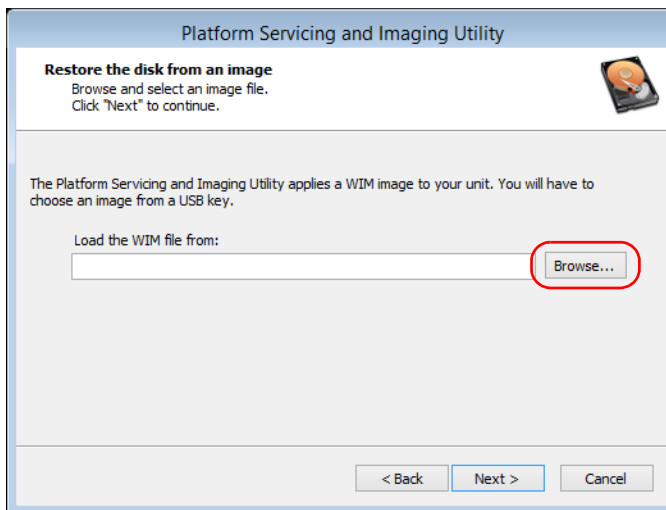 Platform Servicing and Imaging Utility
Restore the disk from an image
Browse and select an image file.
Click "Next" to continue.
The Platform Servicing and Imaging Utility applies a WIM image to your unit. You will have to
choose an image from a USB key.
Load the WIM file from:
Browse...
< Back
Next >
Cancel